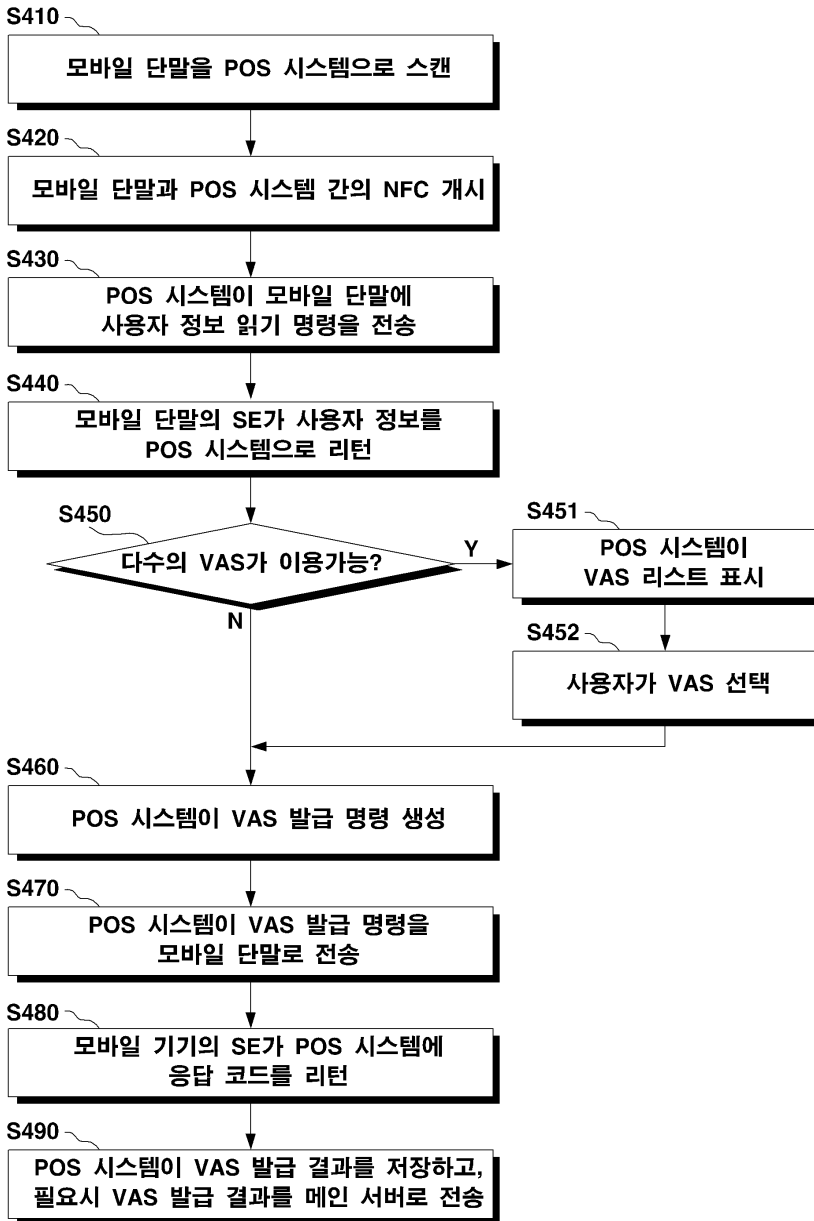 S410
모바일 단말을 POS 시스템으로 스캔
S420
모바일 단말과 POS 시스템 간의 NFC 개시
S430
POS 시스템이 모바일 단말에
사용자 정보 읽기 명령을 전송
S440
모바일 단말의 SE가 사용자 정보를
POS 시스템으로 리턴
S450
다수의 VAS가 이용가능?
Y
N
S451
POS 시스템이
VAS 리스트 표시
S452
사용자가 VAS 선택
S460
POS 시스템이 VAS 발급 명령 생성
S470
POS 시스템이 VAS 발급 명령을
모바일 단말로 전송
S480
모바일 기기의 SE가 POS 시스템에
응답 코드를 리턴
S490
POS 시스템이 VAS 발급 결과를 저장하고,
필요시 VAS 발급 결과를 메인 서버로 전송